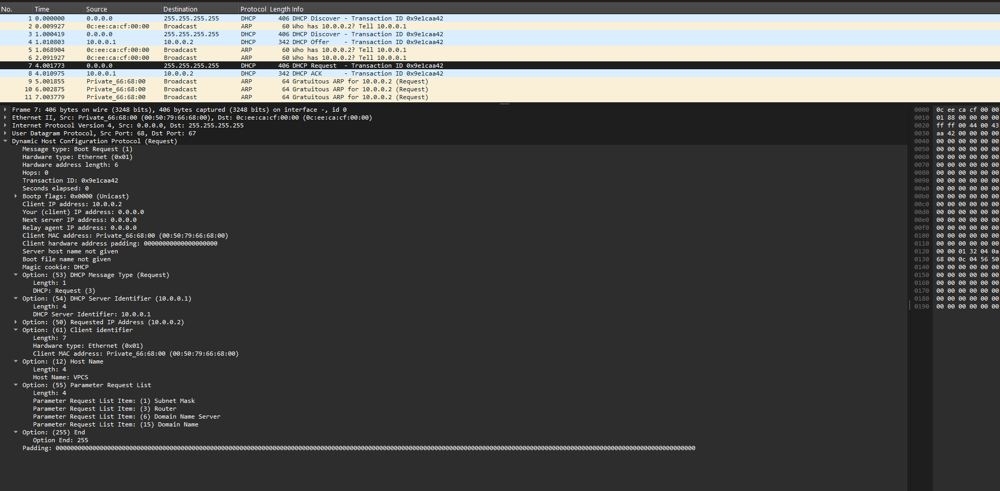 No. Time Source Destination Protocol Length Info
1 0.000000 0.0.0.0 255.255.255.255 DHCP 406 DHCP Discover - Transaction ID 0x9e1caa42
2 0.009927 0c:ee:ca:cf:00:00 Broadcast ARP 60 Who has 10.0.0.2? Tell 10.0.0.1
3 1.000419 0.0.0.0 255.255.255.255 DHCP 406 DHCP Discover - Transaction ID 0x9e1caa42
4 1.010803 10.0.0.1 10.0.0.2 DHCP 342 DHCP Offer - Transaction ID 0x9e1caa42
5 1.068904 0c:ee:ca:cf:00:00 Broadcast ARP 60 Who has 10.0.0.2? Tell 10.0.0.1
6 2.091927 0c:ee:ca:cf:00:00 Broadcast ARP 60 Who has 10.0.0.2? Tell 10.0.0.1
7 4.001773 0.0.0.0 255.255.255.255 DHCP 406 DHCP Request - Transaction ID 0x9e1caa42
8 4.010975 10.0.0.1 10.0.0.2 DHCP 342 DHCP ACK - Transaction ID 0x9e1caa42
9 5.001855 Private_66:68:00 Broadcast ARP 64 Gratuitous ARP for 10.0.0.2 (Request)
10 6.002875 Private_66:68:00 Broadcast ARP 64 Gratuitous ARP for 10.0.0.2 (Request)
11 7.003779 Private_66:68:00 Broadcast ARP 64 Gratuitous ARP for 10.0.0.2 (Request)
Frame 7: 406 bytes on wire (3248 bits), 406 bytes captured (3248 bits) on interface -, id 0
Ethernet II, Src: Private_66:68:00 (00:50:79:66:68:00), Dst: 0c:ee:ca:cf:00:00 (0c:ee:ca:cf:00:00)
Internet Protocol Version 4, Src: 0.0.0.0, Dst: 255.255.255.255
User Datagram Protocol, Src Port: 68, Dst Port: 67
Dynamic Host Configuration Protocol (Request)
Message type: Boot Request (1)
Hardware type: Ethernet (0x01)
Hardware address length: 6
Hops: 0
Transaction ID: 0x9e1caa42
Seconds elapsed: 0
Bootp flags: 0x0000 (Unicast)
Client IP address: 10.0.0.2
Your (client) IP address: 0.0.0.0
Next server IP address: 0.0.0.0
Relay agent IP address: 0.0.0.0
Client MAC address: Private_66:68:00 (00:50:79:66:68:00)
Client hardware address padding: 00000000000000000000
Server host name not given
Boot file name not given
Magic cookie: DHCP
Option: (53) DHCP Message Type (Request)
Length: 1
DHCP: Request (3)
Option: (54) DHCP Server Identifier (10.0.0.1)
Length: 4
DHCP Server Identifier: 10.0.0.1
Option: (50) Requested IP Address (10.0.0.2)
Option: (61) Client identifier
Length: 7
Hardware type: Ethernet (0x01)
Client MAC address: Private_66:68:00 (00:50:79:66:68:00)
Option: (12) Host Name
Length: 4
Host Name: VPCS
Option: (55) Parameter Request List
Length: 4
Parameter Request List Item: (1) Subnet Mask
Parameter Request List Item: (3) Router
Parameter Request List Item: (6) Domain Name Server
Parameter Request List Item: (15) Domain Name
Option: (255) End
Option End: 255
Padding: 000000000000000000000000000000000000000000000000000000000000000000000000000000000000000000000000000000000000000000000000000000000000000000000000000000000000000000000000000000
0000 0c ee ca cf 00 00
0010 01 88 00 00 00 00
0020 ff ff 00 44 00 43
0030 aa 42 00 00 00 00
0040 00 00 00 00 00 00
0050 00 00 00 00 00 00
0060 00 00 00 00 00 00
0070 00 00 00 00 00 00
0080 00 00 00 00 00 00
0090 00 00 00 00 00 00
00a0 00 00 00 00 00 00
00b0 00 00 00 00 00 00
00c0 00 00 00 00 00 00
00d0 00 00 00 00 00 00
00e0 00 00 00 00 00 00
00f0 00 00 00 00 00 00
0100 00 00 00 00 00 00
0110 00 00 00 00 00 00
0120 00 00 01 32 04 0a
0130 68 00 0c 04 56 50
0140 00 00 00 00 00 00
0150 00 00 00 00 00 00
0160 00 00 00 00 00 00
0170 00 00 00 00 00 00
0180 00 00 00 00 00 00
0190 00 00 00 00 00 00